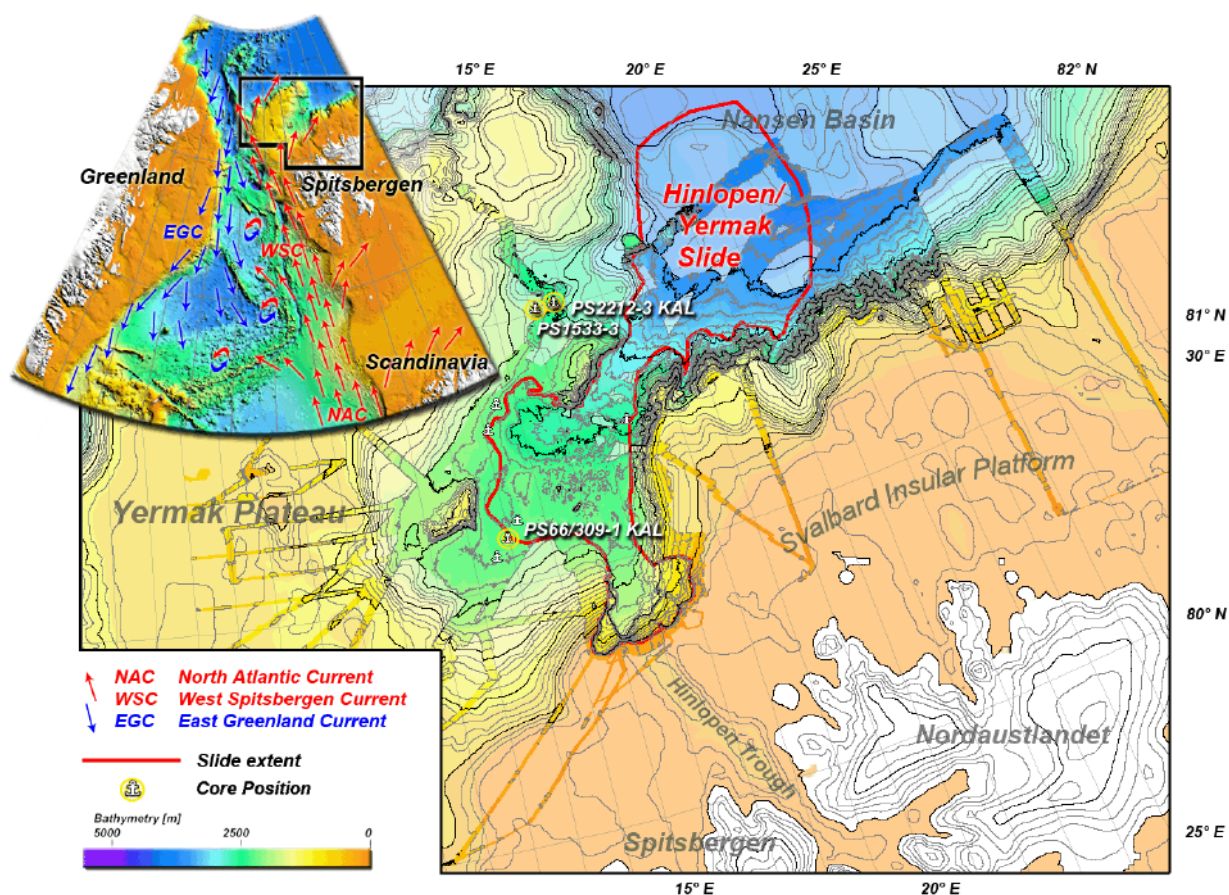 15° E
20° E
25° E
82° N
Nansen Basin
Greenland
Spitsbergen
Hinlopen/
Yermak
Slide
EGC
WSC
PS2212-3 KAL
PS1533-3
81° N
30° E
Scandinavia
NAC
Svalbard Insular Platform
Yermak Plateau
PS66/309-1 KAL
80° N
NAC North Atlantic Current
WSC West Spitsbergen Current
EGC East Greenland Current
Hinlopen Trough
Nordaustlandet
Slide extent
Core Position
Bathymetry [m]
5000 2500 0
Spitsbergen
25° E
15° E
20° E